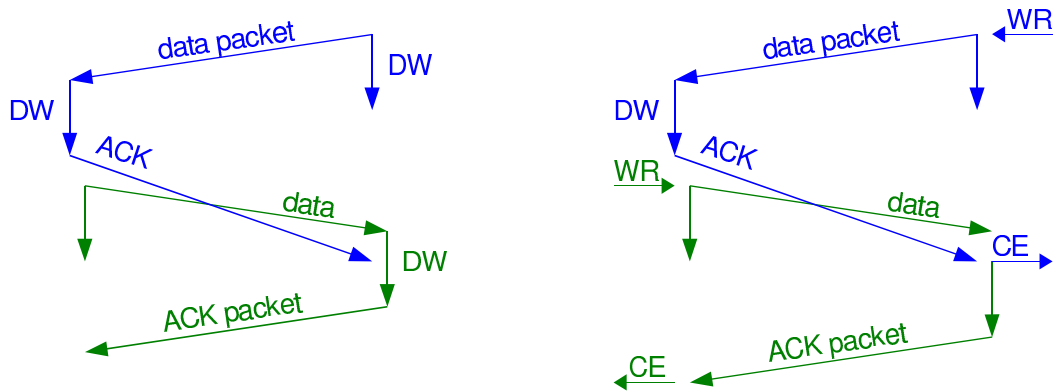 data packet
DW
DW
ACK
data
DW
ACK packet
WR
data packet
DW
ACK
WR
data
CE
ACK packet
CE